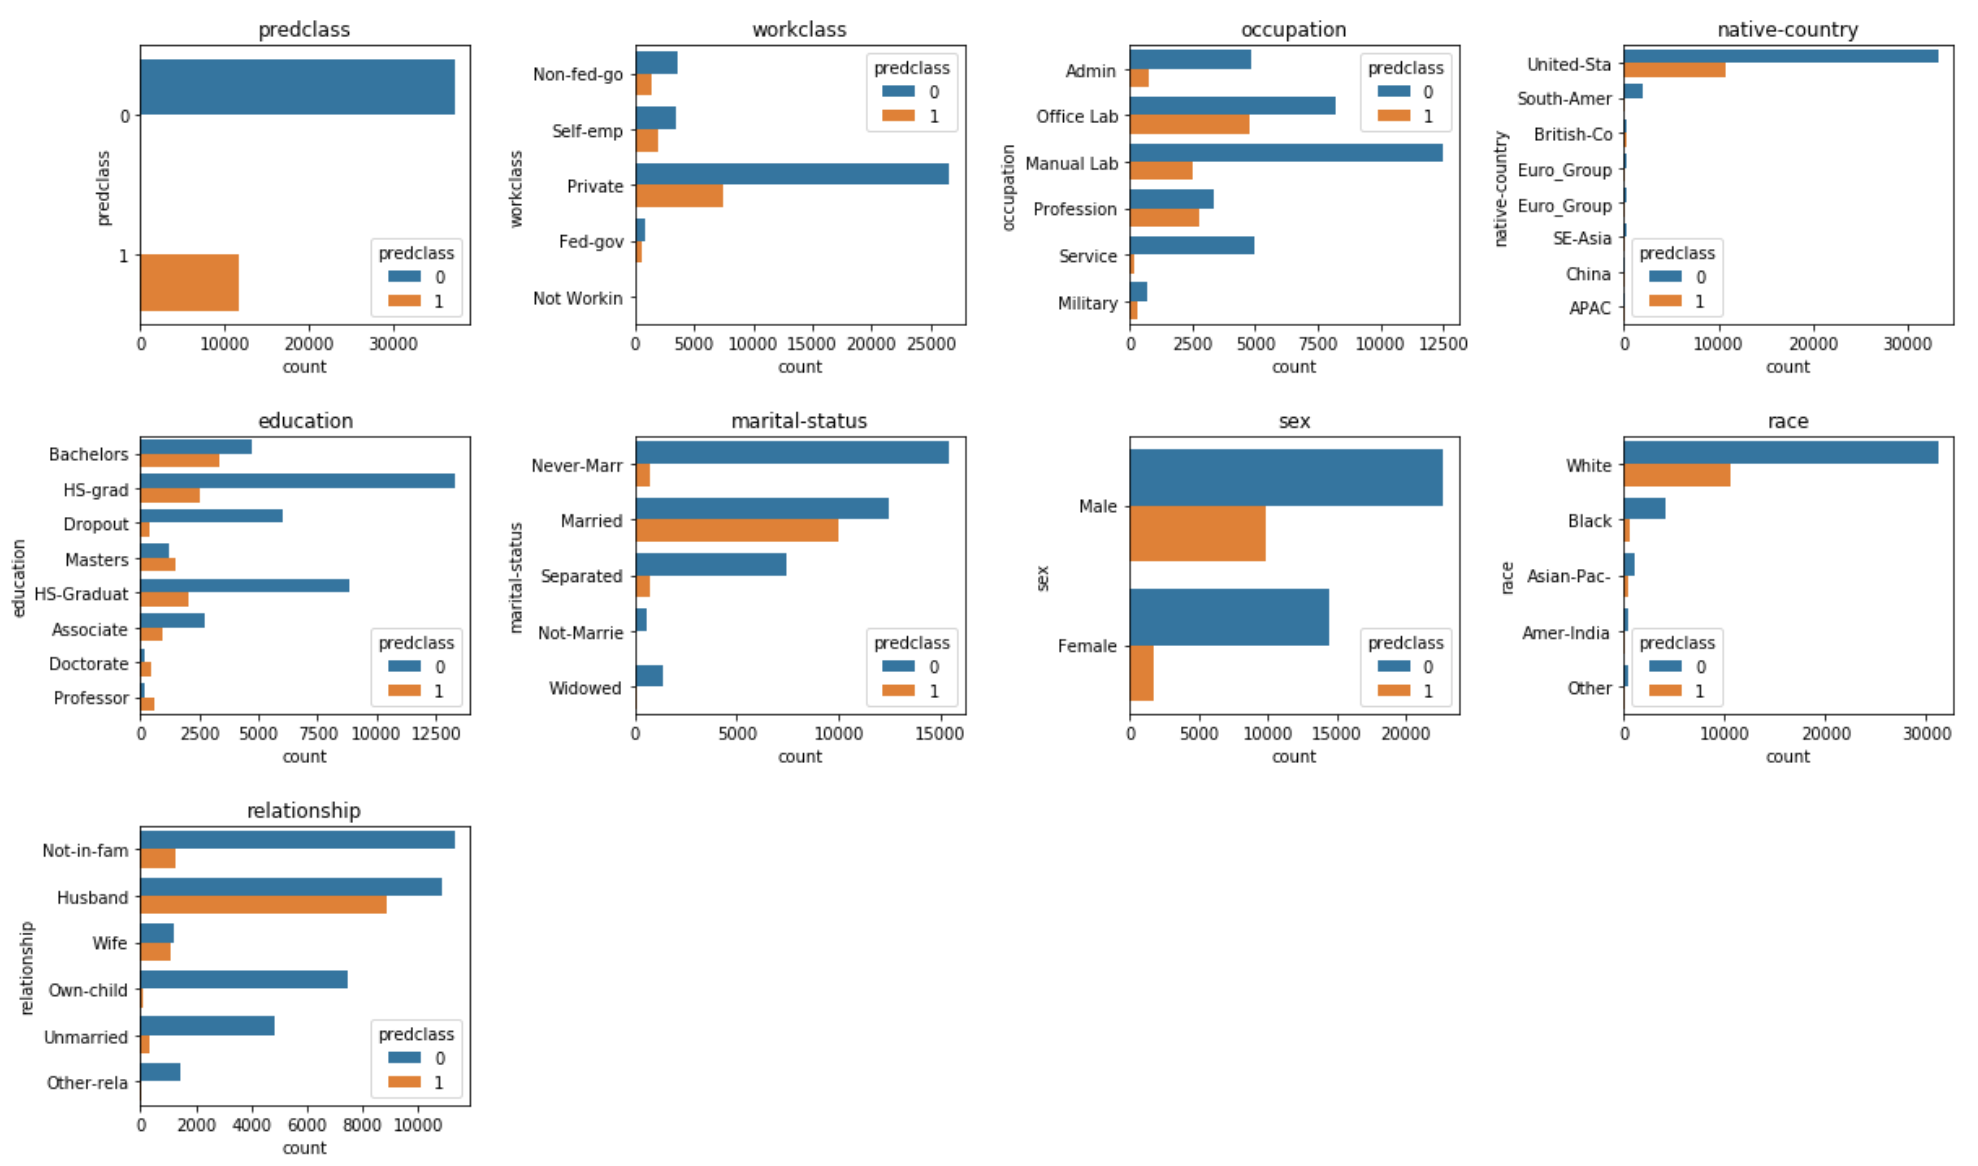 predclass
predclass
0
1
predclass
0
1
0
10000
20000
30000
count
workclass
workclass
Non-fed-go
Self-emp
Private
Fed-gov
Not Workin
predclass
0
1
0
5000
10000
15000
20000
25000
count
occupation
occupation
Admin
Office Lab
Manual Lab
Profession
Service
Military
predclass
0
1
0
2500
5000
7500
10000
12500
count
native-country
native-country
United-Sta
South-Amer
British-Co
Euro_Group
Euro_Group
SE-Asia
China
APAC
predclass
0
1
0
10000
20000
30000
count
education
education
Bachelors
HS-grad
Dropout
Masters
HS-Graduat
Associate
Doctorate
Professor
predclass
0
1
0
2500
5000
7500
10000
12500
count
marital-status
marital-status
Never-Marr
Married
Separated
Not-Marrie
Widowed
predclass
0
1
0
5000
10000
15000
count
sex
sex
Male
Female
predclass
0
1
0
5000
10000
15000
20000
count
race
race
White
Black
Asian-Pac-
Amer-India
Other
predclass
0
1
0
10000
20000
30000
count
relationship
relationship
Not-in-fam
Husband
Wife
Own-child
Unmarried
Other-rela
predclass
0
1
0
2000
4000
6000
8000
10000
count